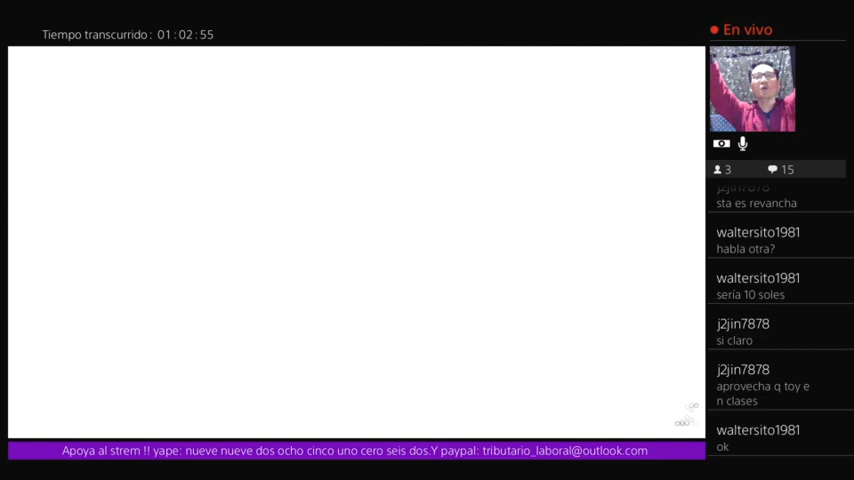 Tiempo transcurrido: 01:02:55
En vivo
3
15
j2jin7878
sta es revancha
waltersito1981
habla otra?
waltersito1981
sería 10 soles
j2jin7878
si claro
j2jin7878
aprovecha q toy e
n clases
waltersito1981
ok
Apoya al strem !! yape: nueve nueve dos ocho cinco uno cero seis dos.Y paypal: tributario_laboral@outlook.com